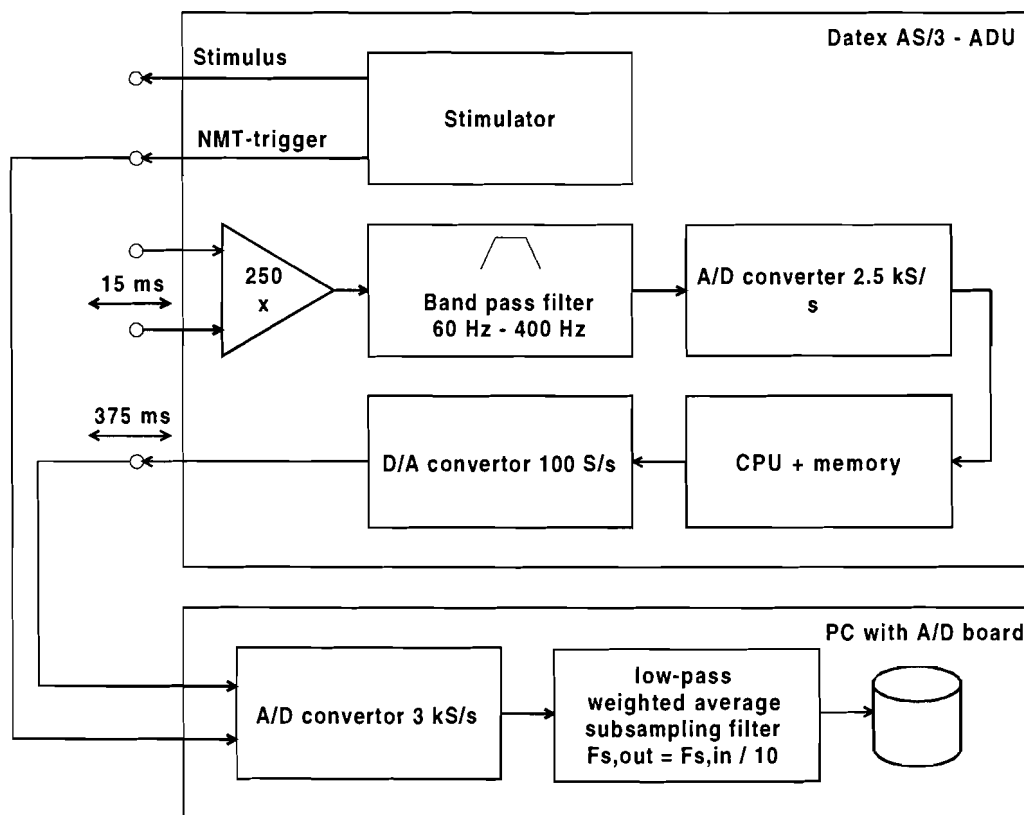 Datex AS/3 - ADU
Stimulus
Stimulator
NMT-trigger
250
x
15 ms
Band pass filter
60 Hz - 400 Hz
A/D converter 2.5 kS/
s
375 ms
D/A convertor 100 S/s
CPU + memory
PC with A/D board
A/D convertor 3 kS/s
low-pass
weighted average
subsampling filter
Fs,out = Fs,in / 10